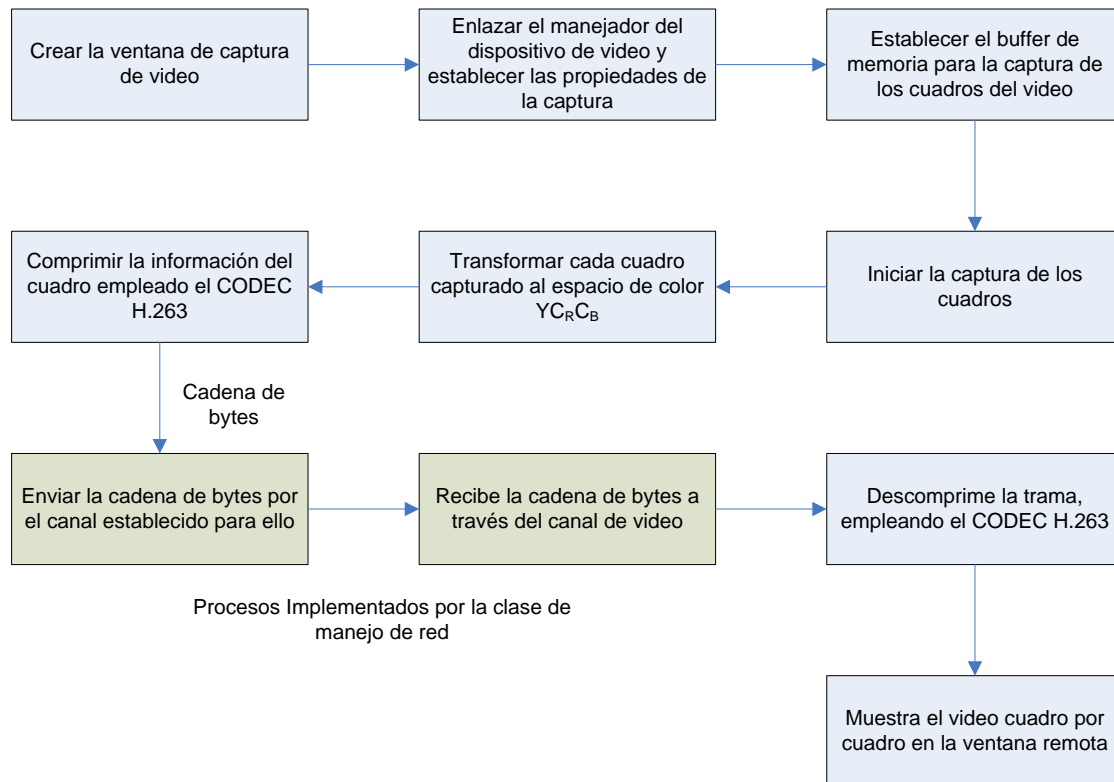 Crear la ventana de captura
de video
Enlazar el manejador del
dispositivo de video y
establecer las propiedades de
la captura
Establecer el buffer de
memoria para la captura de
los cuadros del video
Comprimir la información del
cuadro empleado el CODEC
H.263
Transformar cada cuadro
capturado al espacio de color
YCRCB
Iniciar la captura de los
cuadros
Cadena de
bytes
Enviar la cadena de bytes por
el canal establecido para ello
Recibe la cadena de bytes a
través del canal de video
Descomprime la trama,
empleando el CODEC H.263
Procesos Implementados por la clase de
manejo de red
Muestra el video cuadro por
cuadro en la ventana remota